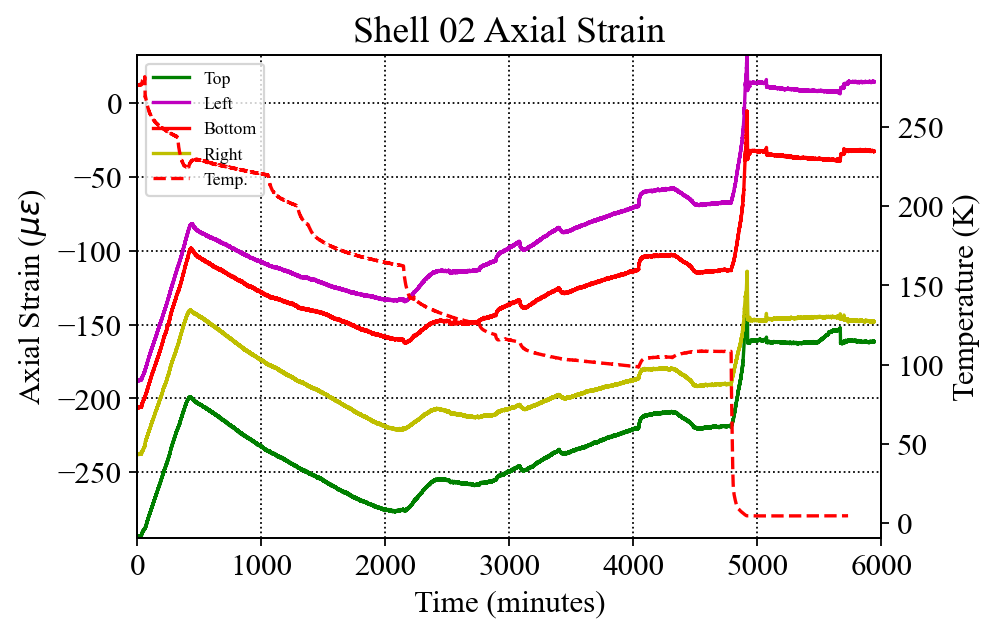 Shell 02 Axial Strain
Top
Left
Bottom
Right
Temp.
Axial Strain (με)
0
−50
−100
−150
−200
−250
Temperature (K)
250
200
150
100
50
0
0 1000 2000 3000 4000 5000 6000
Time (minutes)